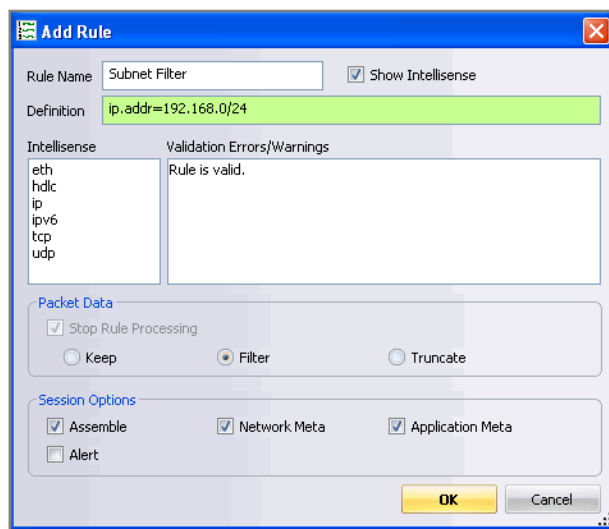 Add Rule
Rule Name Subnet Filter Show Intellisense
Definition ip.addr=192.168.0/24
Intellisense Validation Errors/Warnings
eth Rule is valid.
hdlc
ip
ipv6
tcp
udp
Packet Data
Stop Rule Processing
Keep Filter Truncate
Session Options
Assemble Network Meta Application Meta
Alert
OK Cancel